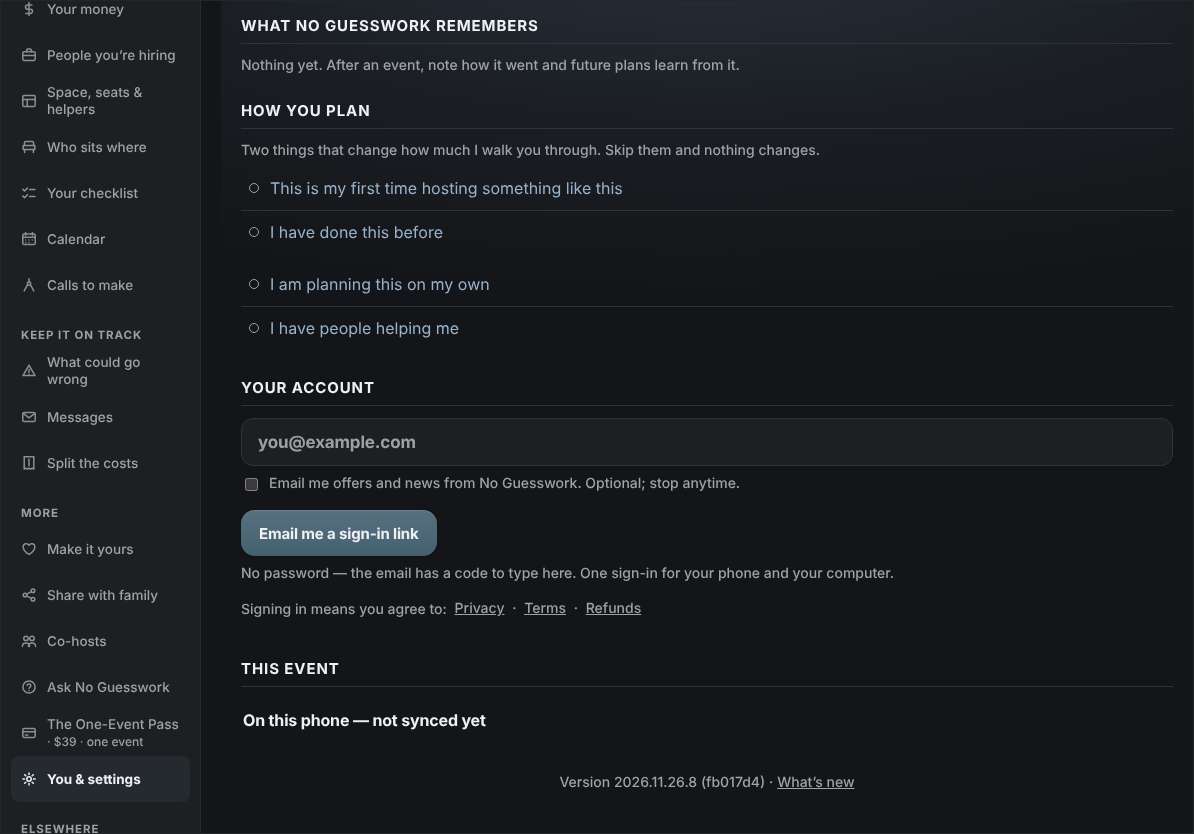 Your money
People you’re hiring
Space, seats &
helpers
Who sits where
Your checklist
Calendar
Calls to make
KEEP IT ON TRACK
What could go
wrong
Messages
Split the costs
MORE
Make it yours
Share with family
Co-hosts
Ask No Guesswork
The One-Event Pass
· $39 · one event
You & settings
ELSEWHERE
WHAT NO GUESSWORK REMEMBERS
Nothing yet. After an event, note how it went and future plans learn from it.
HOW YOU PLAN
Two things that change how much I walk you through. Skip them and nothing changes.
This is my first time hosting something like this
I have done this before
I am planning this on my own
I have people helping me
YOUR ACCOUNT
you@example.com
Email me offers and news from No Guesswork. Optional; stop anytime.
Email me a sign-in link
No password — the email has a code to type here. One sign-in for your phone and your computer.
Signing in means you agree to: Privacy · Terms · Refunds
THIS EVENT
On this phone — not synced yet
Version 2026.11.26.8 (fb017d4) · What’s new